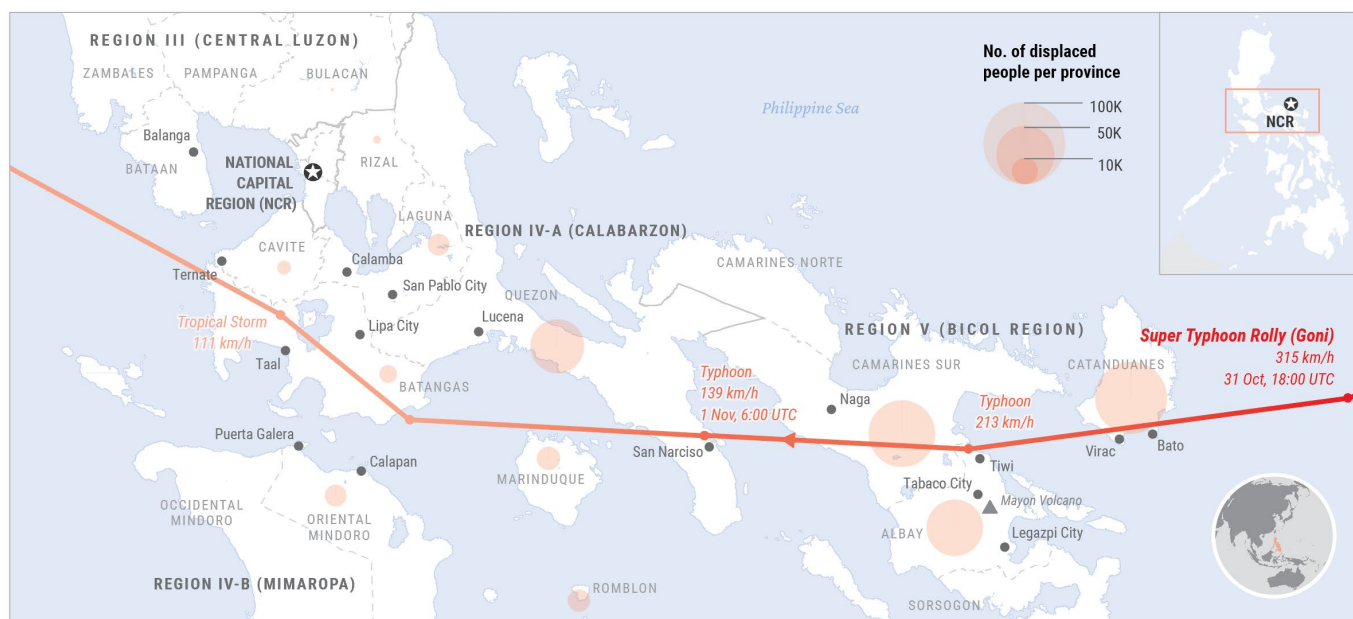 REGION III (CENTRAL LUZON)
ZAMBALES
PAMPANGA
BULACAN
Balanga
BATAAN
NATIONAL
CAPITAL
REGION (NCR)
RIZAL
LAGUNA
REGION IV-A (CALABARZON)
CAVITE
Ternate
Calamba
San Pablo City
QUEZON
Lucena
Lipa City
Tropical Storm
111 km/h
Taal
BATANGAS
Puerta Galera
Calapan
OCCIDENTAL
MINDORO
ORIENTAL
MINDORO
REGION IV-B (MIMAROPA)
MARINDUQUE
ROMBLON
Philippine Sea
No. of displaced
people per province
100K
50K
10K
NCR
CAMARINES NORTE
REGION V (BICOL REGION)
CAMARINES SUR
CATANDUANES
Super Typhoon Rolly (Goni)
315 km/h
31 Oct, 18:00 UTC
Typhoon
139 km/h
1 Nov, 6:00 UTC
Naga
Typhoon
213 km/h
San Narciso
Virac
Bato
Tiwi
Tabaco City
Mayon Volcano
ALBAY
Legazpi City
SORSOGON